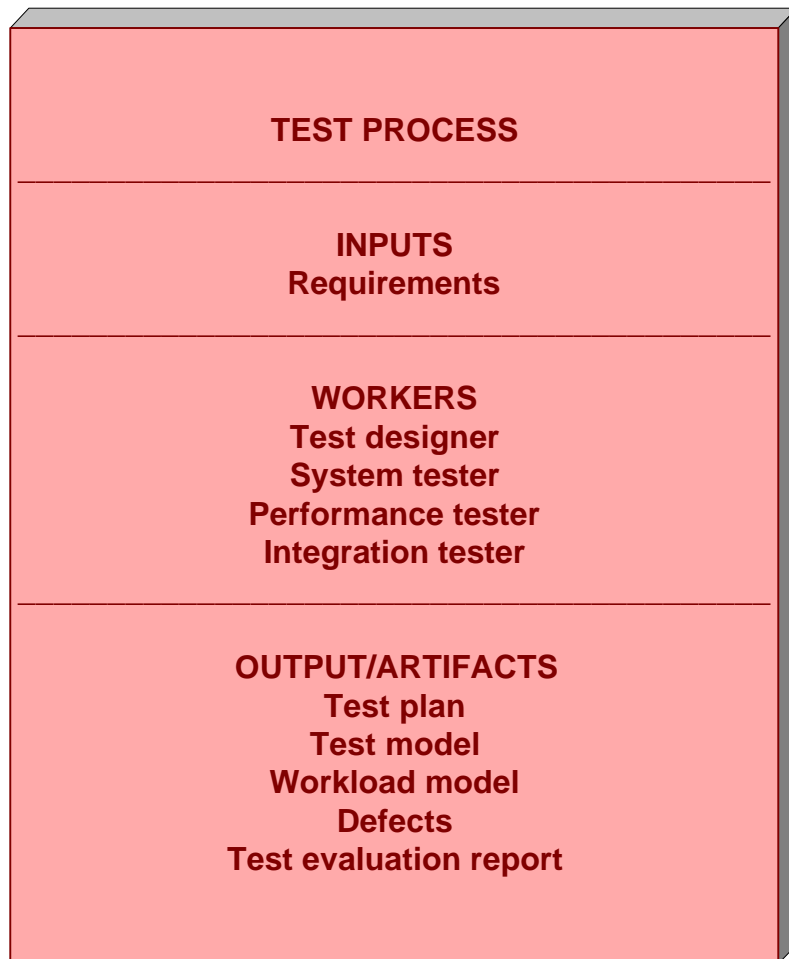 TEST PROCESS
INPUTS
Requirements
WORKERS
Test designer
System tester
Performance tester
Integration tester
OUTPUT/ARTIFACTS
Test plan
Test model
Workload model
Defects
Test evaluation report